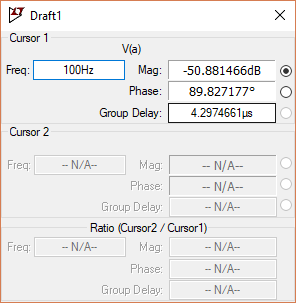 Draft1
Cursor 1
V(a)
Freq: 100Hz Mag: -50.881466dB
Phase: 89.827177°
Group Delay: 4.2974661µs
Cursor 2
Freq: -- N/A-- Mag: -- N/A--
Phase: -- N/A--
Group Delay: -- N/A--
Ratio (Cursor2 / Cursor1)
Freq: -- N/A-- Mag: -- N/A--
Phase: -- N/A--
Group Delay: -- N/A--